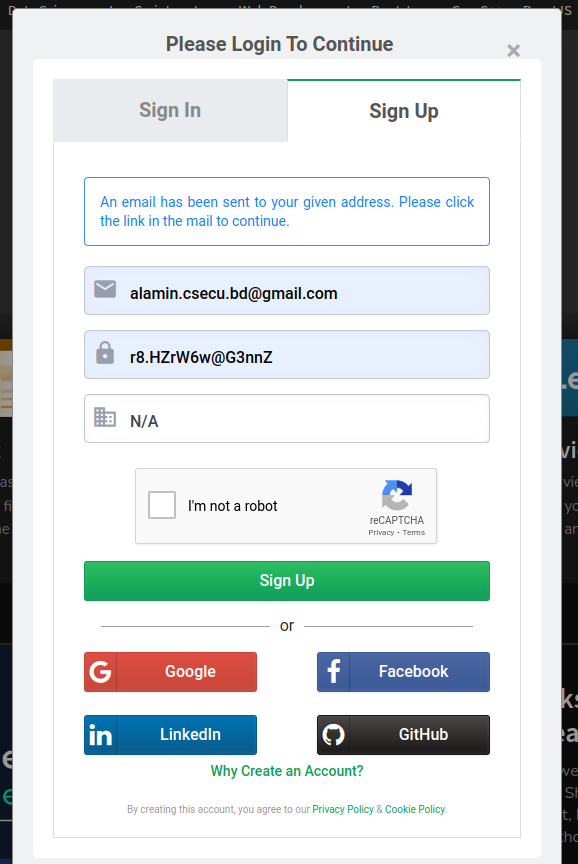 Please Login To Continue
×
Sign In
Sign Up
An email has been sent to your given address. Please click
the link in the mail to continue.
alamin.csecu.bd@gmail.com
r8.HZrW6w@G3nnZ
N/A
I'm not a robot
reCAPTCHA
Privacy - Terms
Sign Up
or
Google
Facebook
LinkedIn
GitHub
Why Create an Account?
By creating this account, you agree to our Privacy Policy & Cookie Policy.